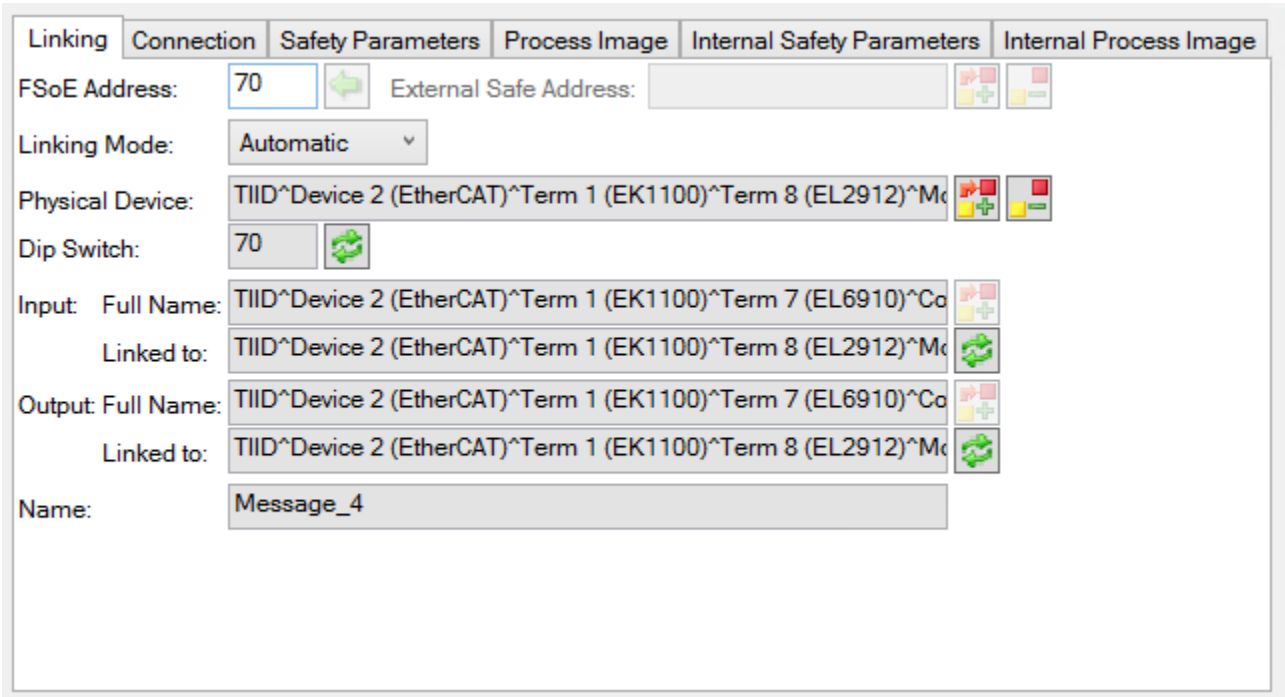 Linking Connection Safety Parameters Process Image Internal Safety Parameters Internal Process Image
FSoE Address: 70 External Safe Address:
Linking Mode: Automatic
Physical Device: TIID^Device 2 (EtherCAT)^Term 1 (EK1100)^Term 8 (EL2912)^Mo
Dip Switch: 70
Input: Full Name: TIID^Device 2 (EtherCAT)^Term 1 (EK1100)^Term 7 (EL6910)^Co
Linked to: TIID^Device 2 (EtherCAT)^Term 1 (EK1100)^Term 8 (EL2912)^Mo
Output: Full Name: TIID^Device 2 (EtherCAT)^Term 1 (EK1100)^Term 7 (EL6910)^Co
Linked to: TIID^Device 2 (EtherCAT)^Term 1 (EK1100)^Term 8 (EL2912)^Mo
Name: Message_4